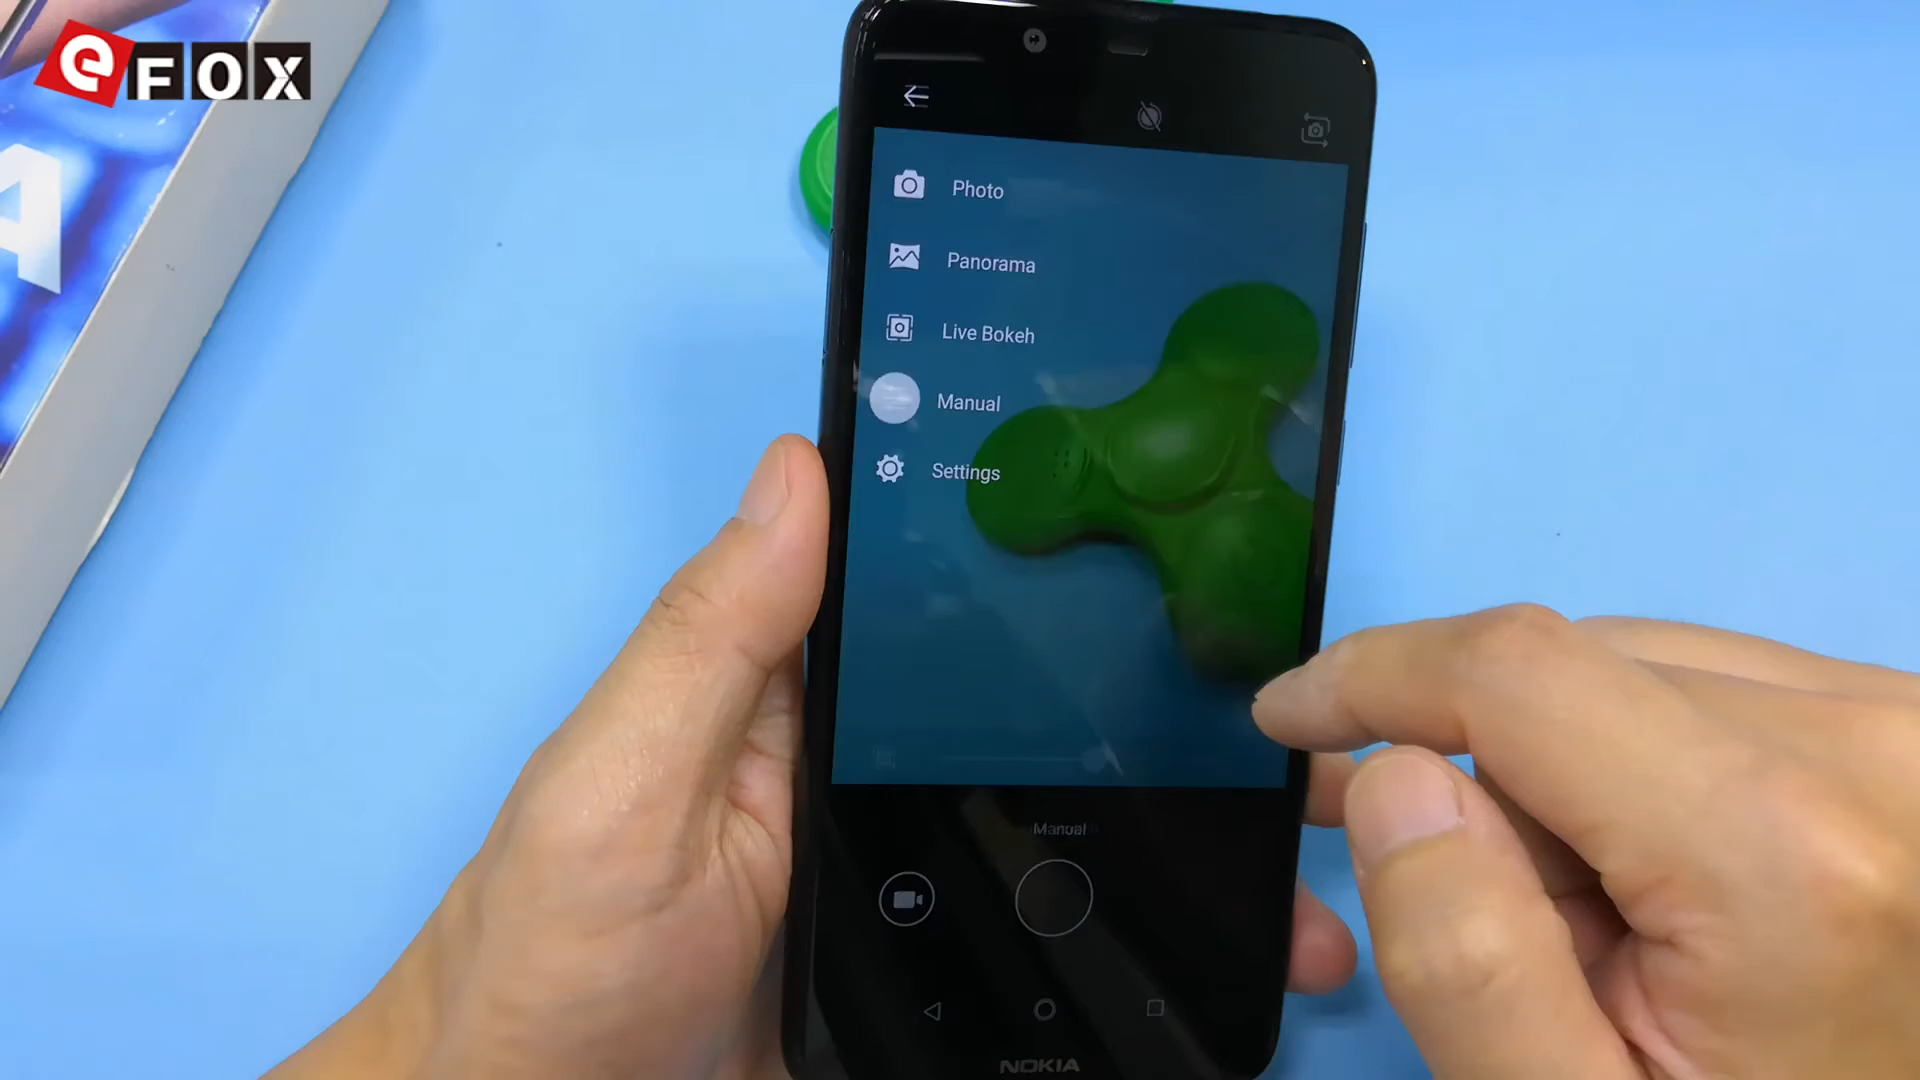 eFOX
A
Photo
Panorama
Live Bokeh
Manual
Settings
Manual
NOKIA